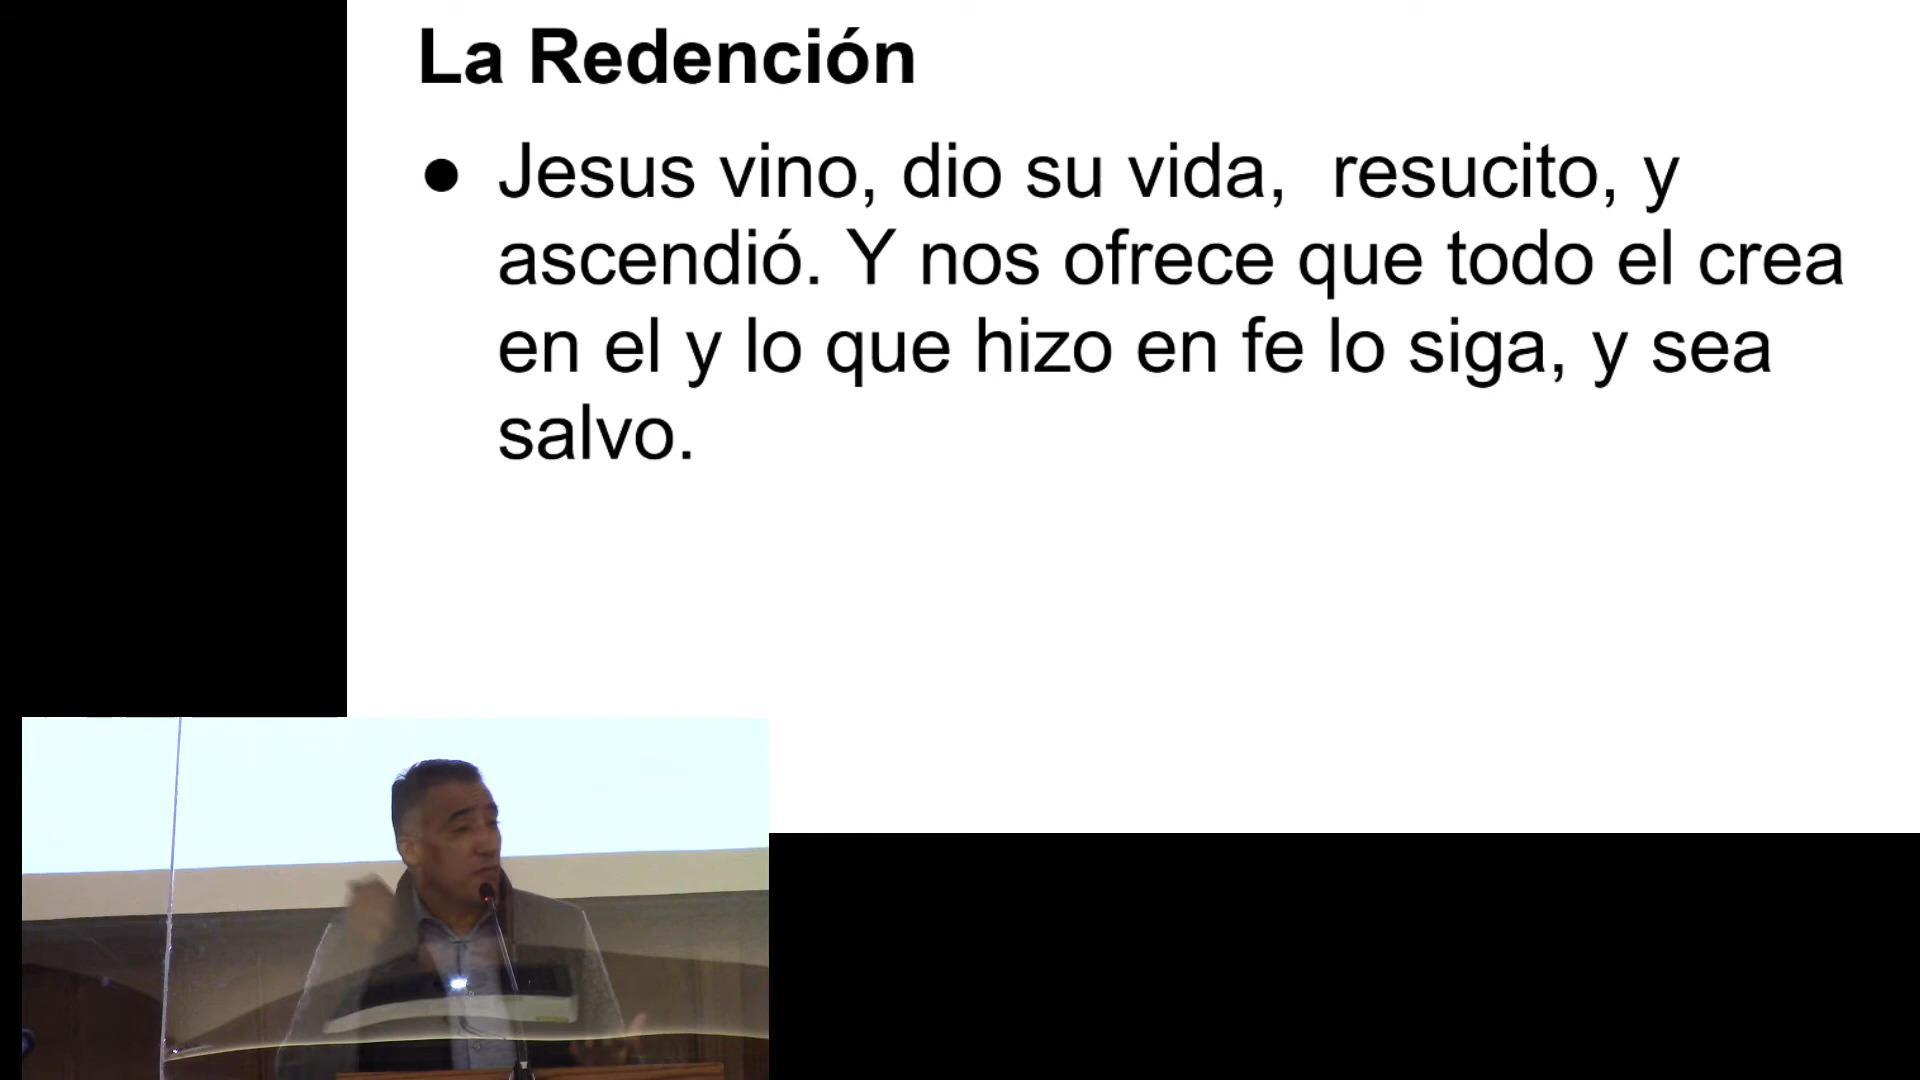 La Redención
● Jesus vino, dio su vida,  resucito, y
ascendió. Y nos ofrece que todo el crea
en el y lo que hizo en fe lo siga, y sea
salvo.